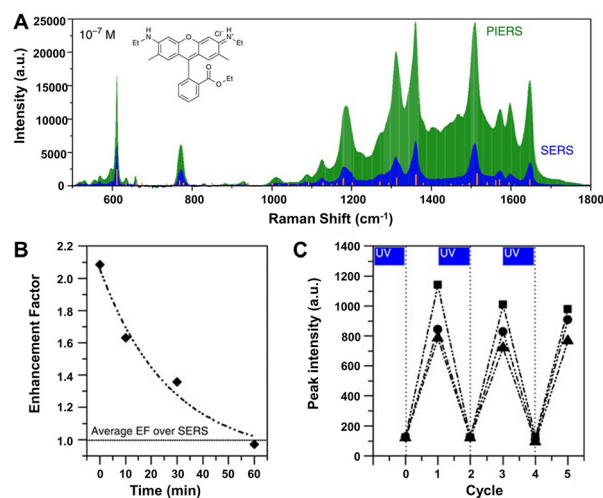 A
10⁻⁷ M
Et
N
H
O
Cl⁻
H
N⁺
Et
O
O
Et
PIERS
SERS
Intensity (a.u.)
25000
20000
15000
10000
5000
0
600
800
1000
1200
1400
1600
1800
Raman Shift (cm⁻¹)
B
Enhancement Factor
2.2
2.0
1.8
1.6
1.4
1.2
1.0
Average EF over SERS
0 10 20 30 40 50 60
Time (min)
C
Peak intensity (a.u.)
1400
1200
1000
800
600
400
200
0
UV UV UV
0 1 2 3 4 5
Cycle